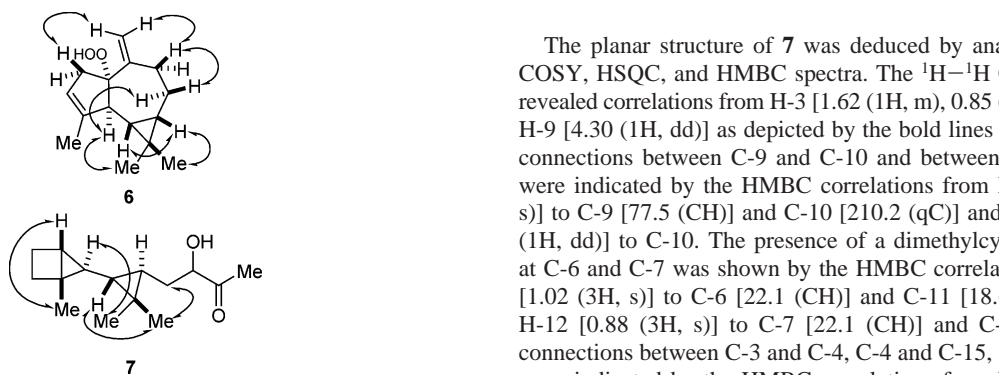 H H
H
HOO
H
H
H
H
H
H
H
Me
H
Me
Me
6
H
H
H
OH
Me
O
H
Me
Me
Me
7
The planar structure of 7 was deduced by ana
COSY, HSQC, and HMBC spectra. The ¹H−¹H
revealed correlations from H-3 [1.62 (1H, m), 0.85
H-9 [4.30 (1H, dd)] as depicted by the bold lines
connections between C-9 and C-10 and between
were indicated by the HMBC correlations from
s)] to C-9 [77.5 (CH)] and C-10 [210.2 (qC)] and
(1H, dd)] to C-10. The presence of a dimethylcy
at C-6 and C-7 was shown by the HMBC correla
[1.02 (3H, s)] to C-6 [22.1 (CH)] and C-11 [18.
H-12 [0.88 (3H, s)] to C-7 [22.1 (CH)] and C-
connections between C-3 and C-4, C-4 and C-15,